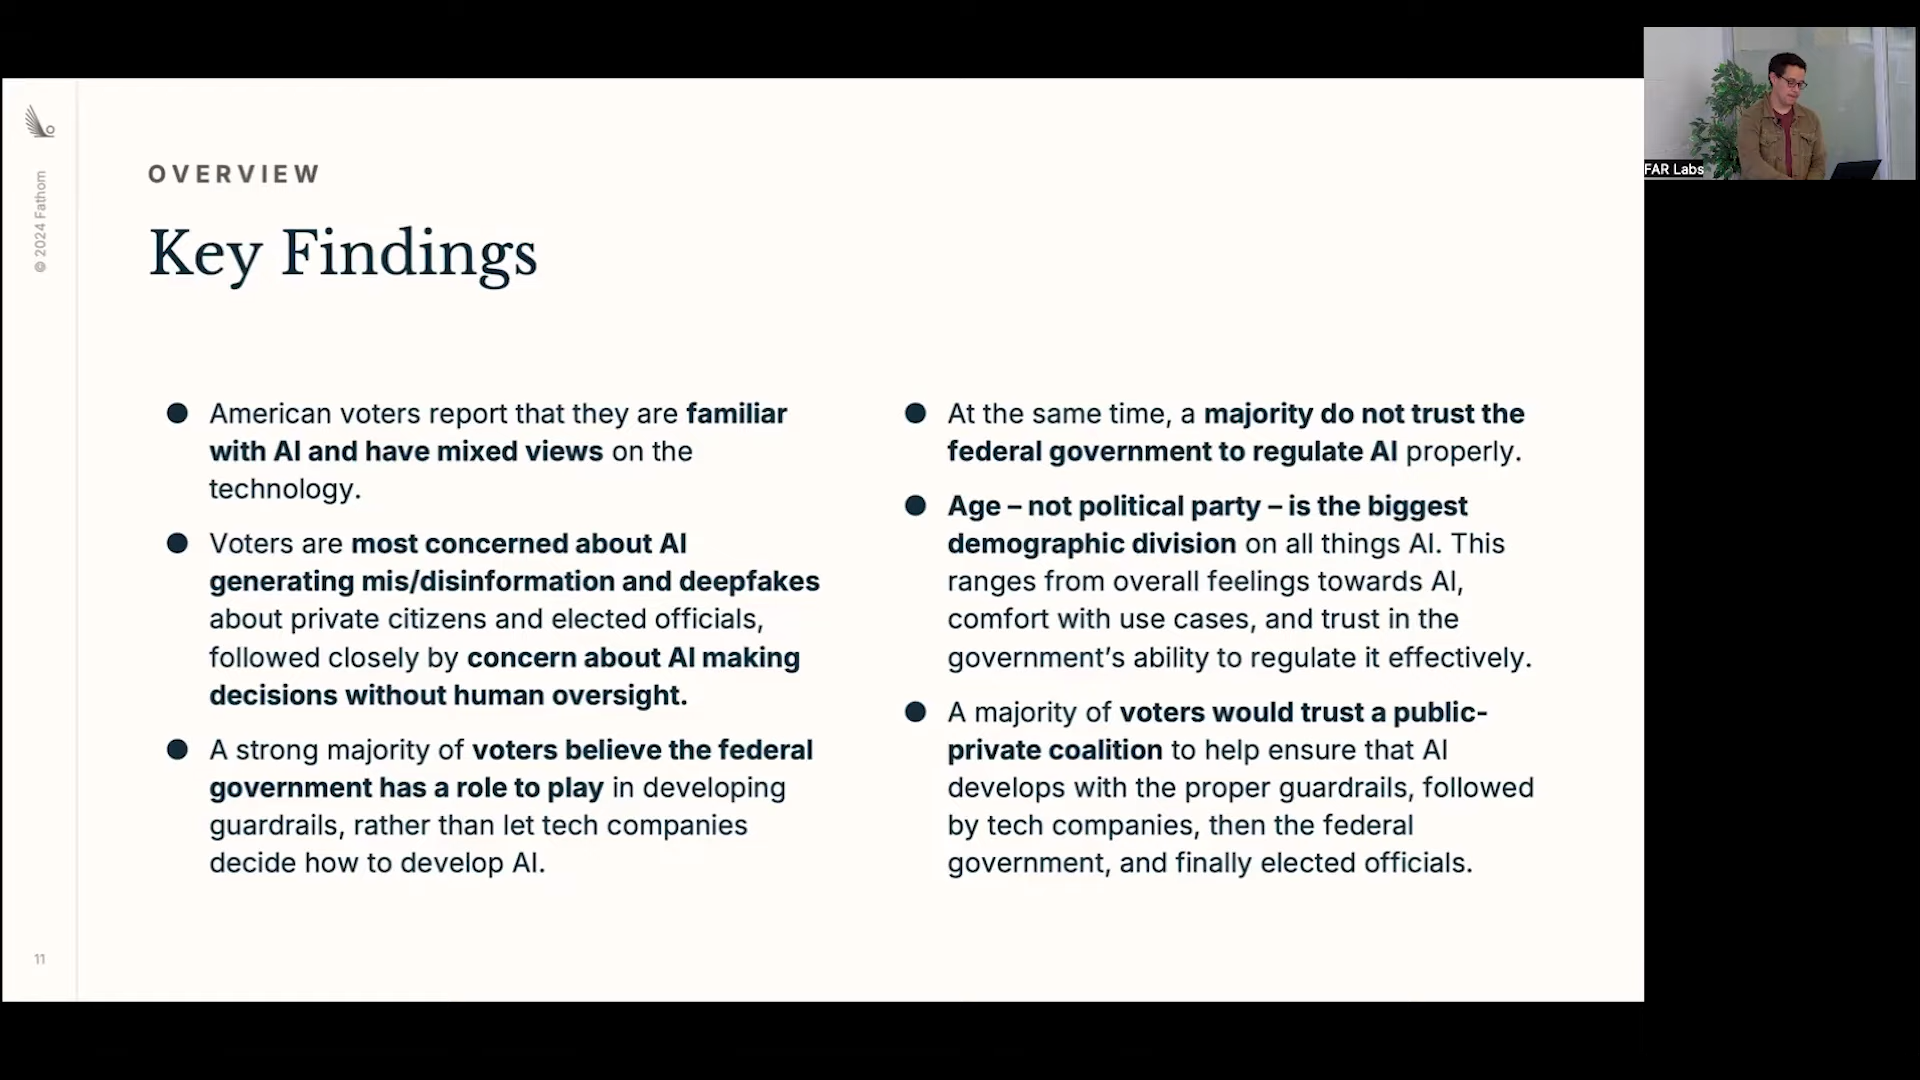 © 2024 Fathom
OVERVIEW
Key Findings
● American voters report that they are familiar
with AI and have mixed views on the
technology.
● Voters are most concerned about AI
generating mis/disinformation and deepfakes
about private citizens and elected officials,
followed closely by concern about AI making
decisions without human oversight.
● A strong majority of voters believe the federal
government has a role to play in developing
guardrails, rather than let tech companies
decide how to develop AI.
● At the same time, a majority do not trust the
federal government to regulate AI properly.
● Age – not political party – is the biggest
demographic division on all things AI. This
ranges from overall feelings towards AI,
comfort with use cases, and trust in the
government’s ability to regulate it effectively.
● A majority of voters would trust a public-
private coalition to help ensure that AI
develops with the proper guardrails, followed
by tech companies, then the federal
government, and finally elected officials.
11
FAR Labs